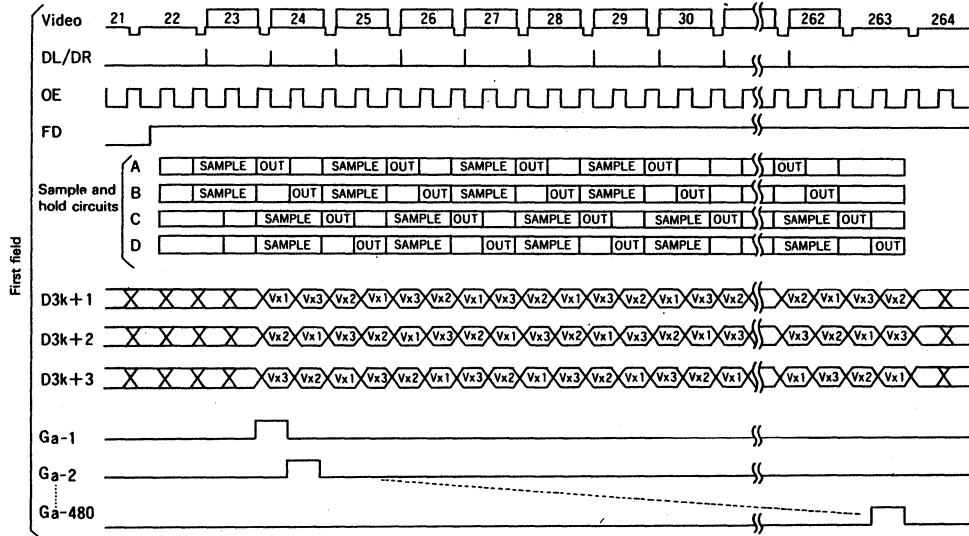 Video 21 22 23 24 25 26 27 28 29 30 262 263 264
DL/DR
OE
FD
First field
Sample and
hold circuits
A SAMPLE OUT SAMPLE OUT SAMPLE OUT SAMPLE OUT OUT
B SAMPLE OUT SAMPLE OUT SAMPLE OUT SAMPLE OUT OUT
C SAMPLE OUT SAMPLE OUT SAMPLE OUT SAMPLE OUT SAMPLE OUT
D SAMPLE OUT SAMPLE OUT SAMPLE OUT SAMPLE SAMPLE OUT
D3k+1 Vx1 Vx3 Vx2 Vx1 Vx3 Vx2 Vx1 Vx3 Vx2 Vx1 Vx3 Vx2 Vx1 Vx3 Vx2 Vx2 Vx1 Vx3 Vx2
D3k+2 Vx2 Vx1 Vx3 Vx2 Vx1 Vx3 Vx2 Vx1 Vx3 Vx2 Vx1 Vx3 Vx2 Vx1 Vx3 Vx3 Vx2 Vx1 Vx3
D3k+3 Vx3 Vx2 Vx1 Vx3 Vx2 Vx1 Vx3 Vx2 Vx1 Vx3 Vx2 Vx1 Vx3 Vx2 Vx1 Vx1 Vx3 Vx2 Vx1
Ga-1
Ga-2
Ga-480